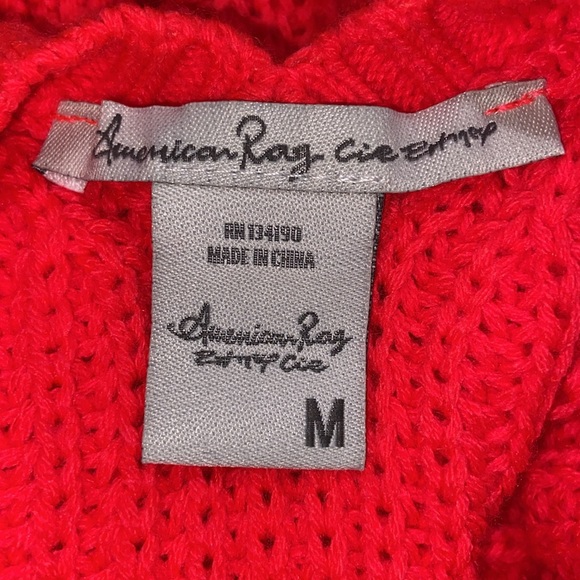 American Rag Cie
RN 134190
MADE IN CHINA
American Rag
Cie
M